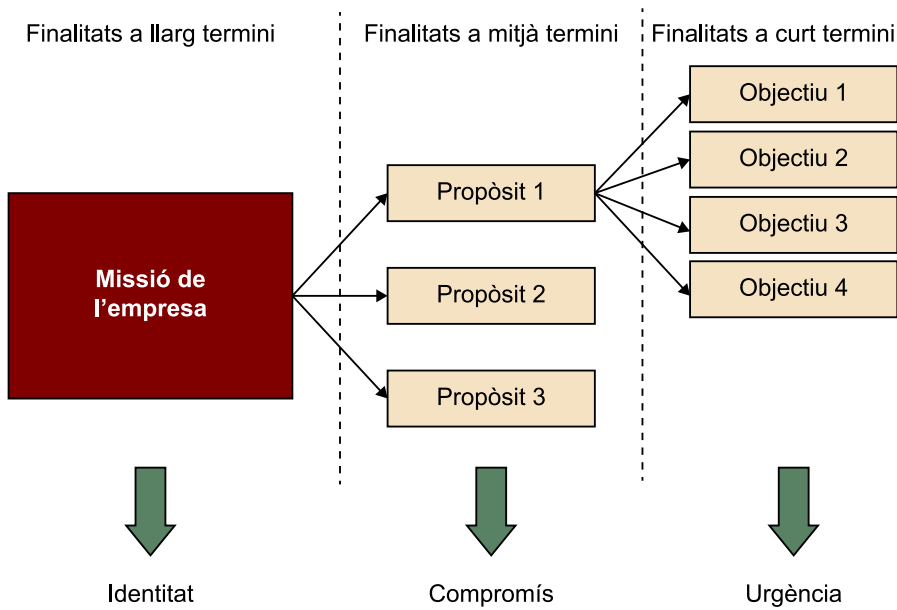 Finalitats a llarg termini
Finalitats a mitjà termini
Finalitats a curt termini
Missió de
l’empresa
Propòsit 1
Propòsit 2
Propòsit 3
Objectiu 1
Objectiu 2
Objectiu 3
Objectiu 4
Identitat
Compromís
Urgència